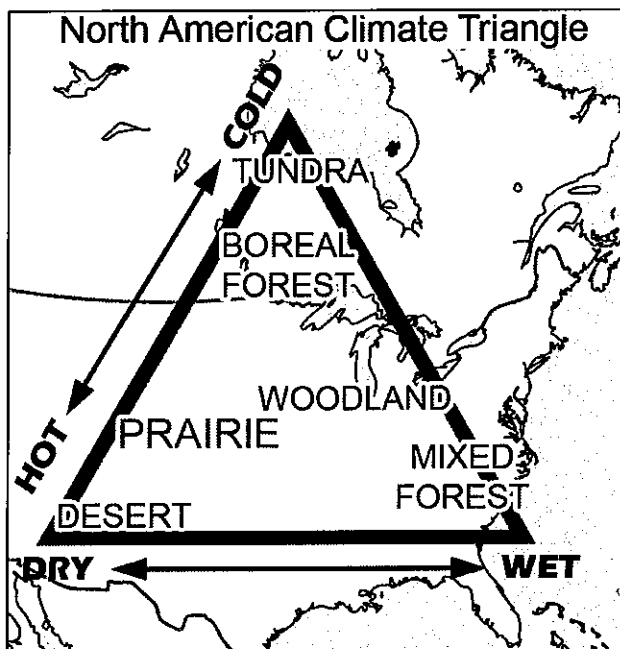 North American Climate Triangle
COLD
TUNDRA
BOREAL
FOREST
WOODLAND
HOT
PRAIRIE
MIXED
FOREST
DESERT
DRY
WET